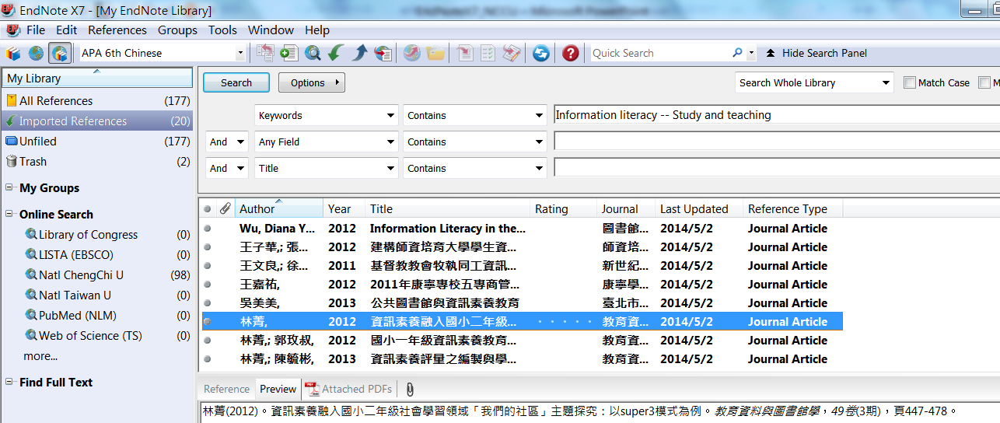 EndNote X7 - [My EndNote Library]
File Edit References Groups Tools Window Help
APA 6th Chinese Quick Search Hide Search Panel
My Library
All References (177)
Imported References (20)
Unfiled (177)
Trash (2)
My Groups
Online Search
Library of Congress (0)
LISTA (EBSCO) (0)
Natl ChengChi U (98)
Natl Taiwan U (0)
PubMed (NLM) (0)
Web of Science (TS) (0)
more...
Find Full Text
Search Options Search Whole Library Match Case M
Keywords Contains Information literacy -- Study and teaching
And Any Field Contains
And Title Contains
Author Year Title Rating Journal Last Updated Reference Type
Wu, Diana Y... 2012 Information Literacy in the... 圖書館... 2014/5/2 Journal Article
王子華,; 張... 2012 建構師資培育大學學生資... 師資培... 2014/5/2 Journal Article
王文良,; 徐... 2011 基督教教會牧執同工資訊... 新世紀... 2014/5/2 Journal Article
王嘉祐, 2012 2011年康寧專校五專商管... 康寧學... 2014/5/2 Journal Article
吳美美, 2013 公共圖書館與資訊素養教育 臺北市... 2014/5/2 Journal Article
林菁, 2012 資訊素養融入國小二年級... 教育資... 2014/5/2 Journal Article
林菁,; 郭玫叔, 2012 國小一年級資訊素養教育... 教育資... 2014/5/2 Journal Article
林菁,; 陳毓彬, 2013 資訊素養評量之編製與學... 教育資... 2014/5/2 Journal Article
Reference Preview Attached PDFs
林菁(2012)。資訊素養融入國小二年級社會學習領域「我們的社區」主題探究：以super3模式為例。教育資料與圖書館學，49卷(3期)，頁447-478。